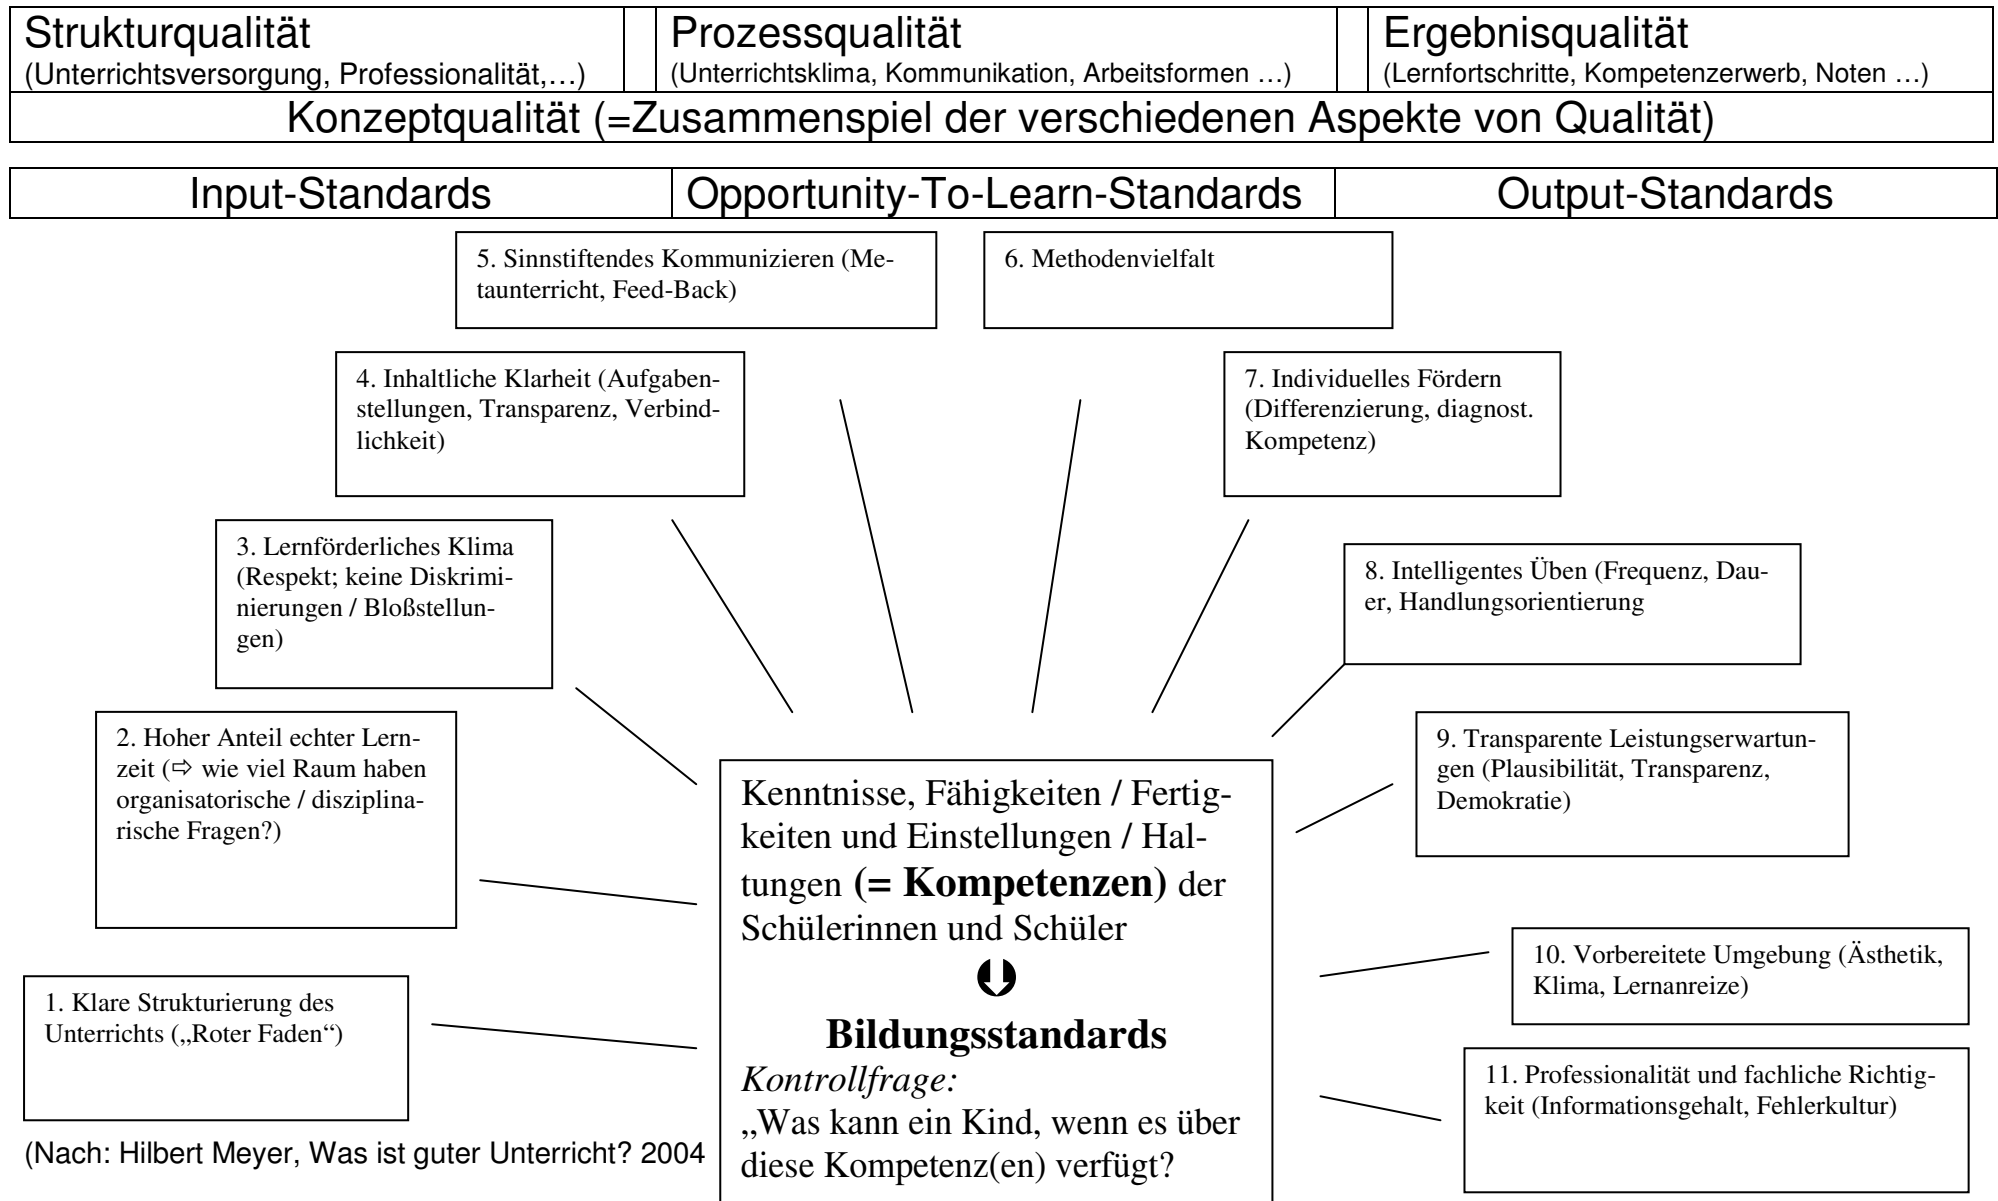 Strukturqualität
(Unterrichtsversorgung, Professionalität,…)
Prozessqualität
(Unterrichtsklima, Kommunikation, Arbeitsformen …)
Ergebnisqualität
(Lernfortschritte, Kompetenzerwerb, Noten …)
Konzeptqualität (=Zusammenspiel der verschiedenen Aspekte von Qualität)
Input-Standards
Opportunity-To-Learn-Standards
Output-Standards
5. Sinnstiftendes Kommunizieren (Me-
taunterricht, Feed-Back)
6. Methodenvielfalt
4. Inhaltliche Klarheit (Aufgaben-
stellungen, Transparenz, Verbind-
lichkeit)
7. Individuelles Fördern
(Differenzierung, diagnost.
Kompetenz)
3. Lernförderliches Klima
(Respekt; keine Diskrimi-
nierungen / Bloßstellun-
gen)
8. Intelligentes Üben (Frequenz, Dau-
er, Handlungsorientierung
2. Hoher Anteil echter Lern-
zeit (⇨ wie viel Raum haben
organisatorische / disziplina-
rische Fragen?)
9. Transparente Leistungserwartun-
gen (Plausibilität, Transparenz,
Demokratie)
Kenntnisse, Fähigkeiten / Fertig-
keiten und Einstellungen / Hal-
tungen (= Kompetenzen) der
Schülerinnen und Schüler
Bildungsstandards
Kontrollfrage:
„Was kann ein Kind, wenn es über
diese Kompetenz(en) verfügt?
10. Vorbereitete Umgebung (Ästhetik,
Klima, Lernanreize)
1. Klare Strukturierung des
Unterrichts („Roter Faden“)
11. Professionalität und fachliche Richtig-
keit (Informationsgehalt, Fehlerkultur)
(Nach: Hilbert Meyer, Was ist guter Unterricht? 2004